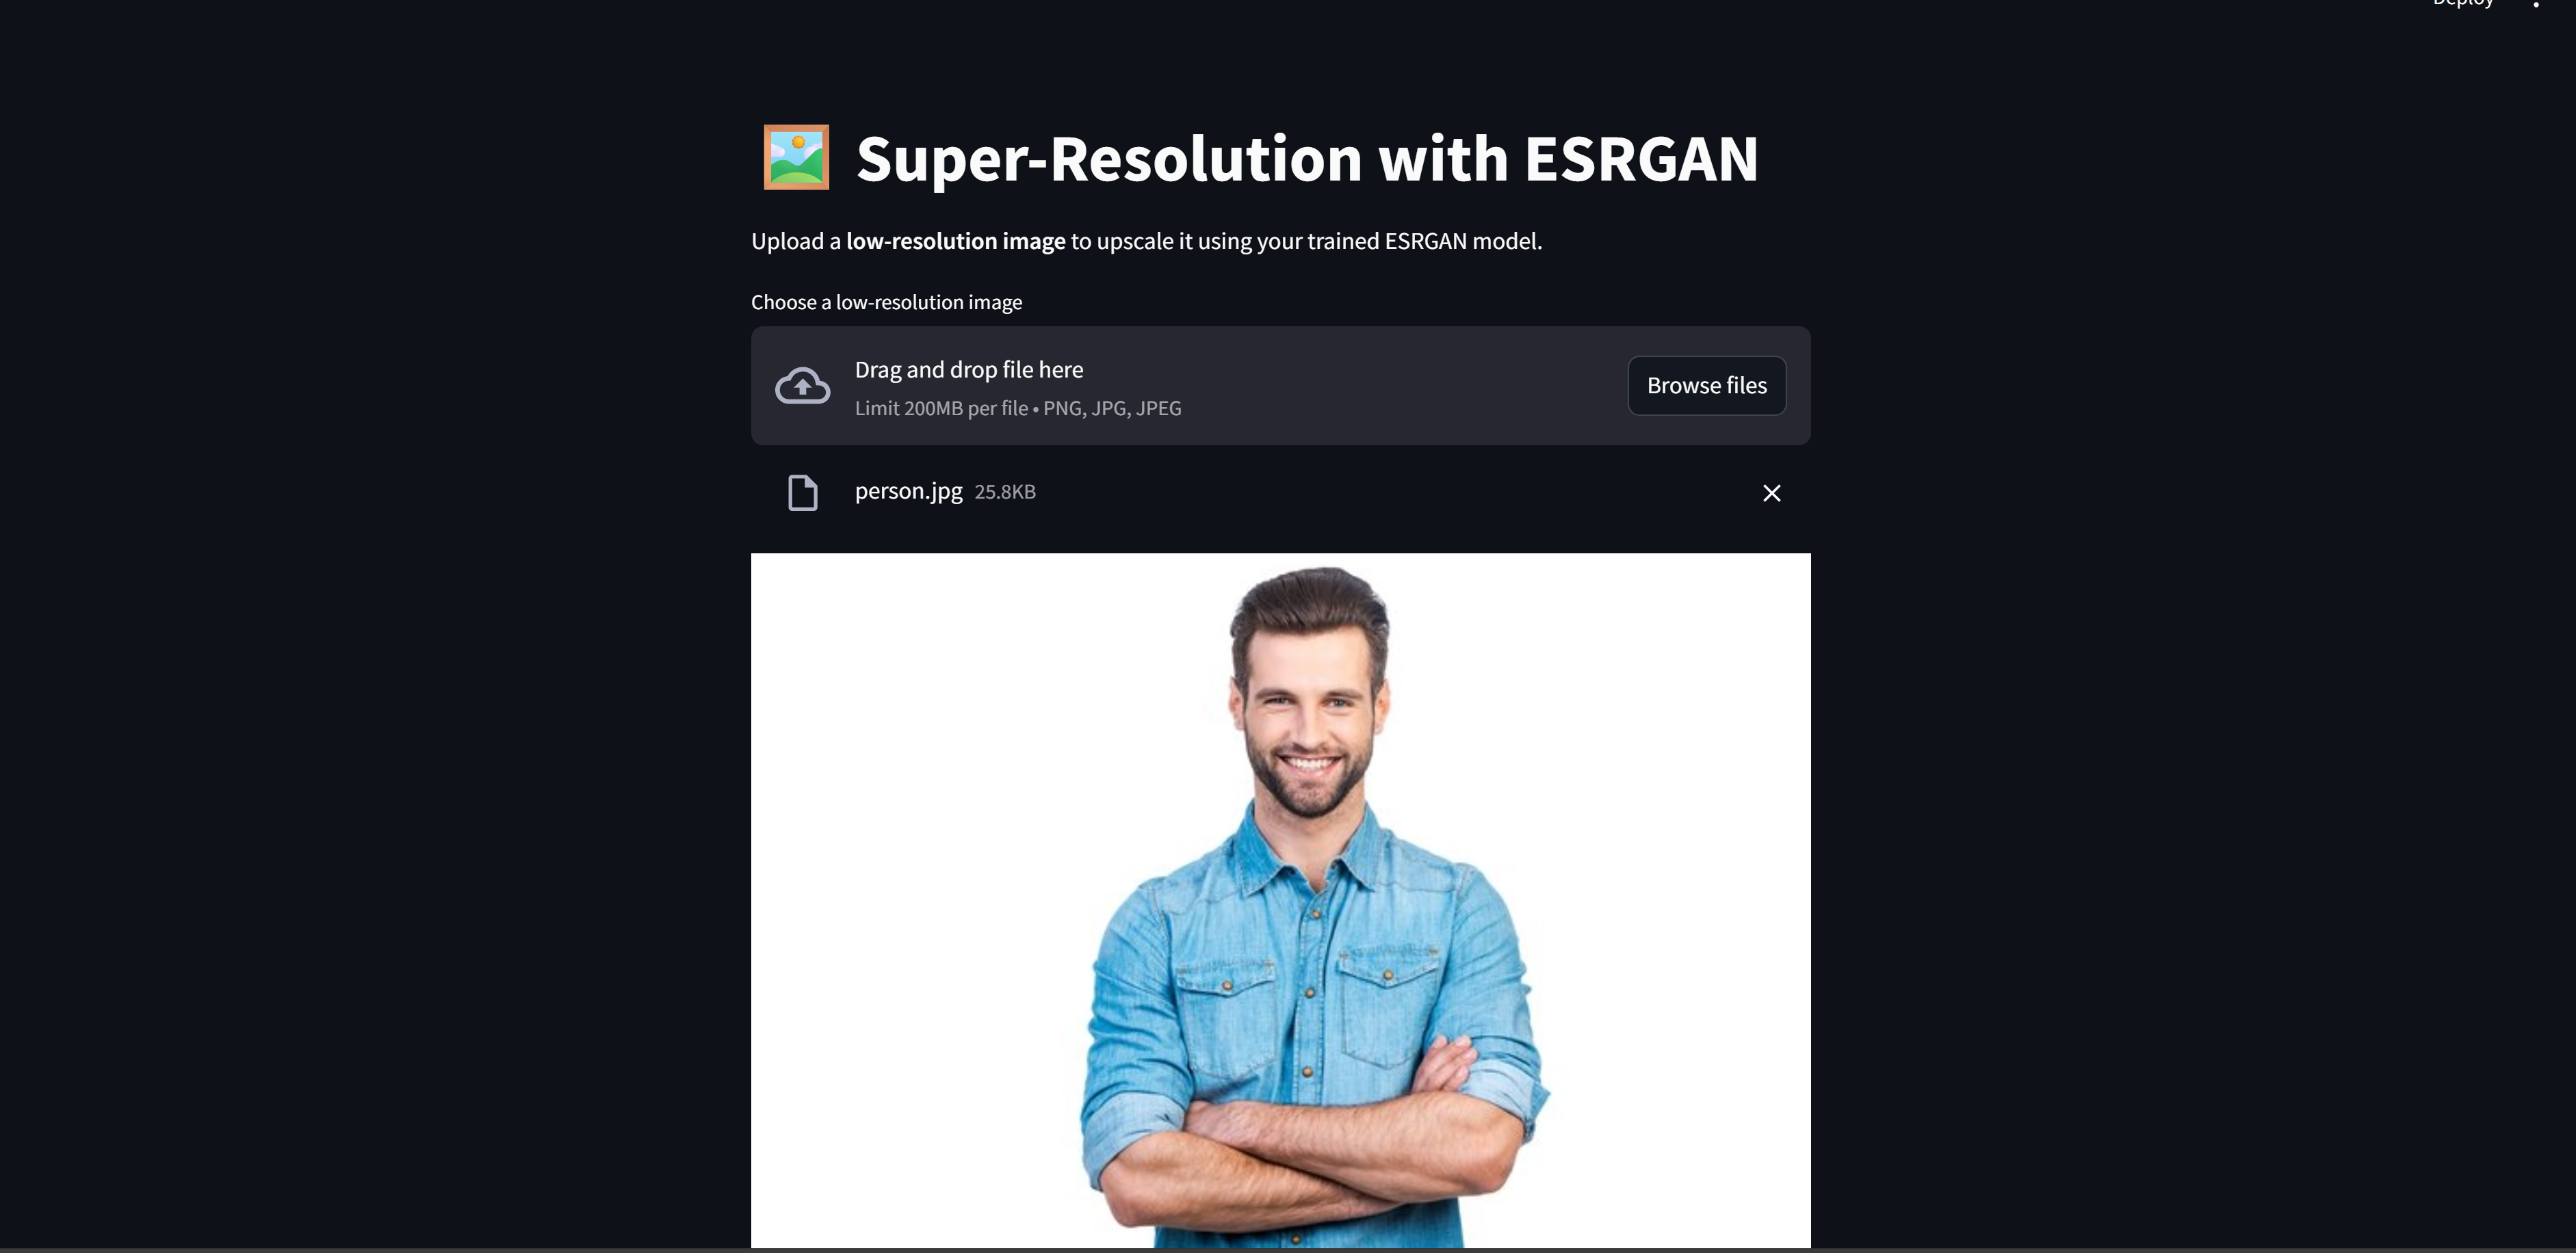 Deploy
Super-Resolution with ESRGAN
Upload a low-resolution image to upscale it using your trained ESRGAN model.
Choose a low-resolution image
Drag and drop file here
Limit 200MB per file • PNG, JPG, JPEG
Browse files
person.jpg 25.8KB